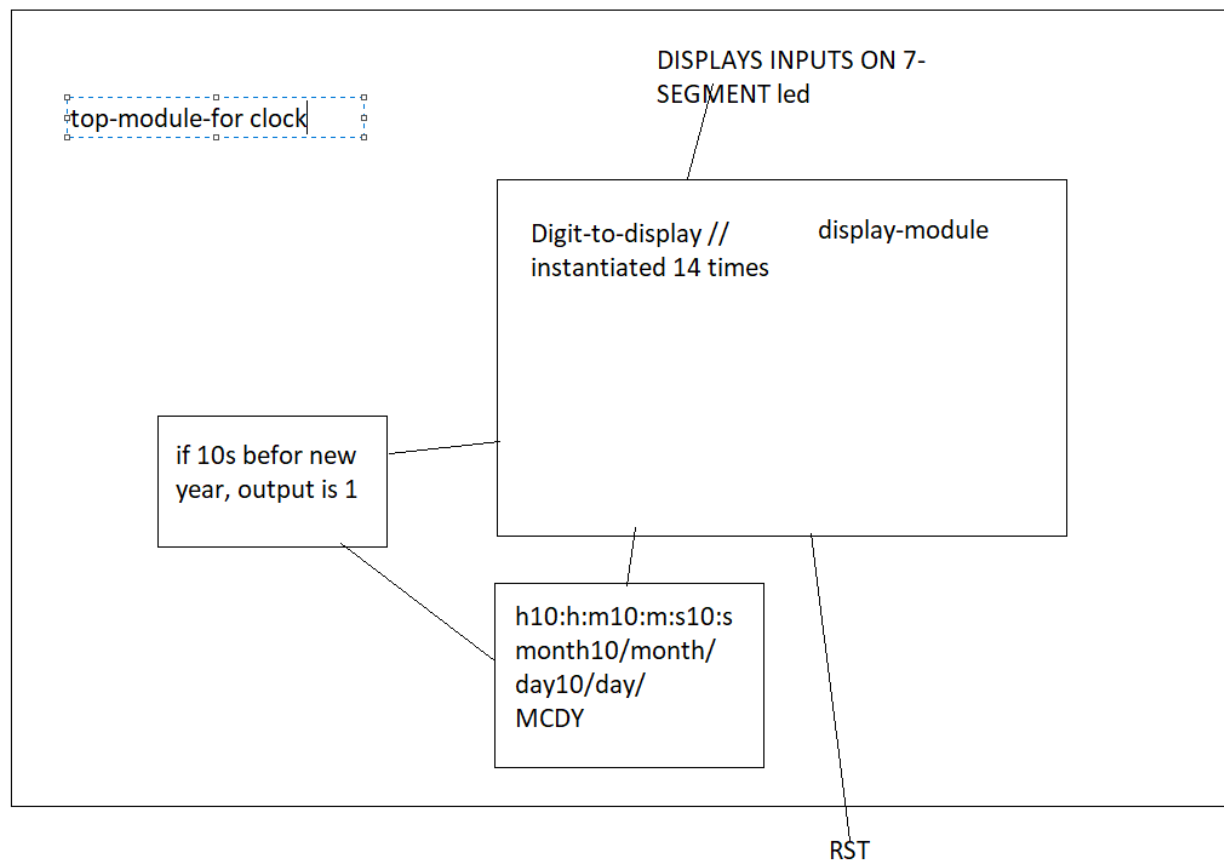 DISPLAYS INPUTS ON 7-
SEGMENT led
top-module-for clock
Digit-to-display //
instantiated 14 times
display-module
if 10s befor new
year, output is 1
h10:h:m10:m:s10:s
month10/month/
day10/day/
MCDY
RST